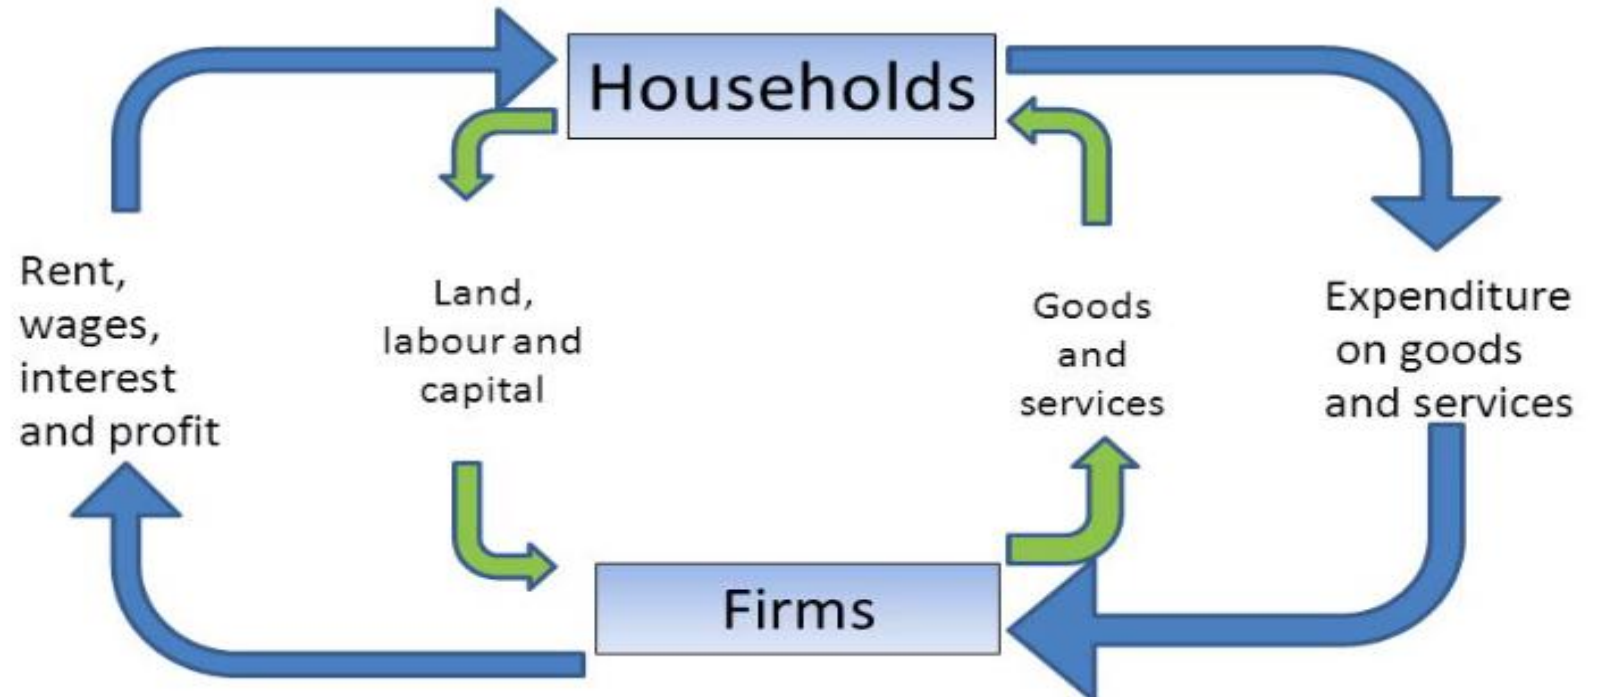 Households
Rent,
wages,
interest
and profit
Land,
labour and
capital
Goods
and
services
Expenditure
on goods
and services
Firms